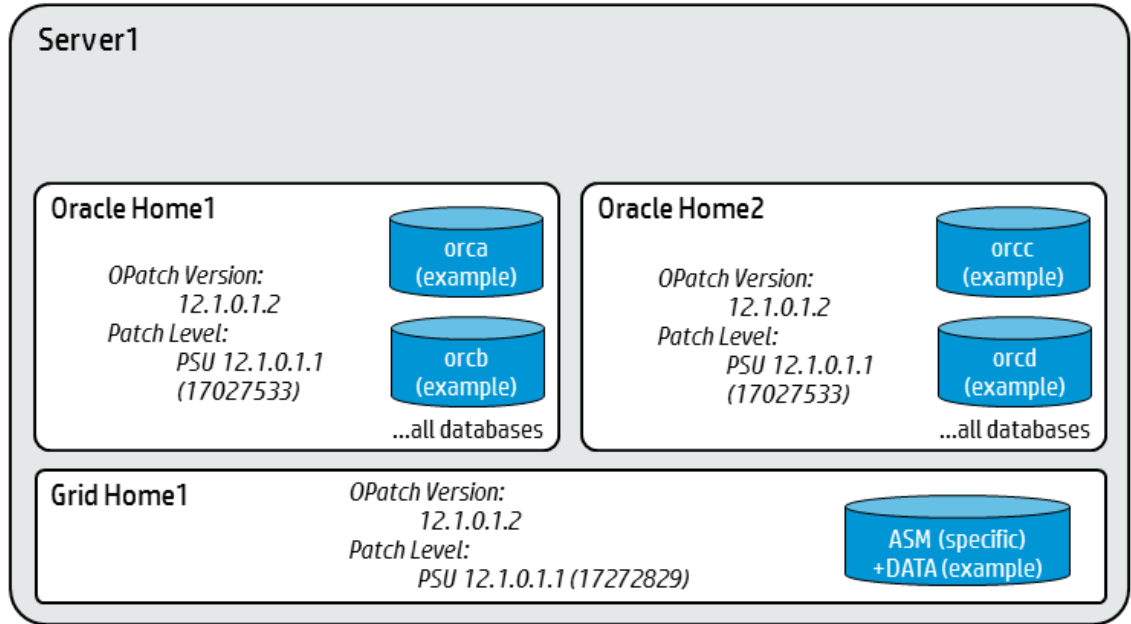 Server1
Oracle Home1
OPatch Version:
12.1.0.1.2
Patch Level:
PSU 12.1.0.1.1
(17027533)
orca
(example)
orcb
(example)
...all databases
Oracle Home2
OPatch Version:
12.1.0.1.2
Patch Level:
PSU 12.1.0.1.1
(17027533)
orcc
(example)
orcd
(example)
...all databases
Grid Home1
OPatch Version:
12.1.0.1.2
Patch Level:
PSU 12.1.0.1.1 (17272829)
ASM (specific)
+DATA (example)